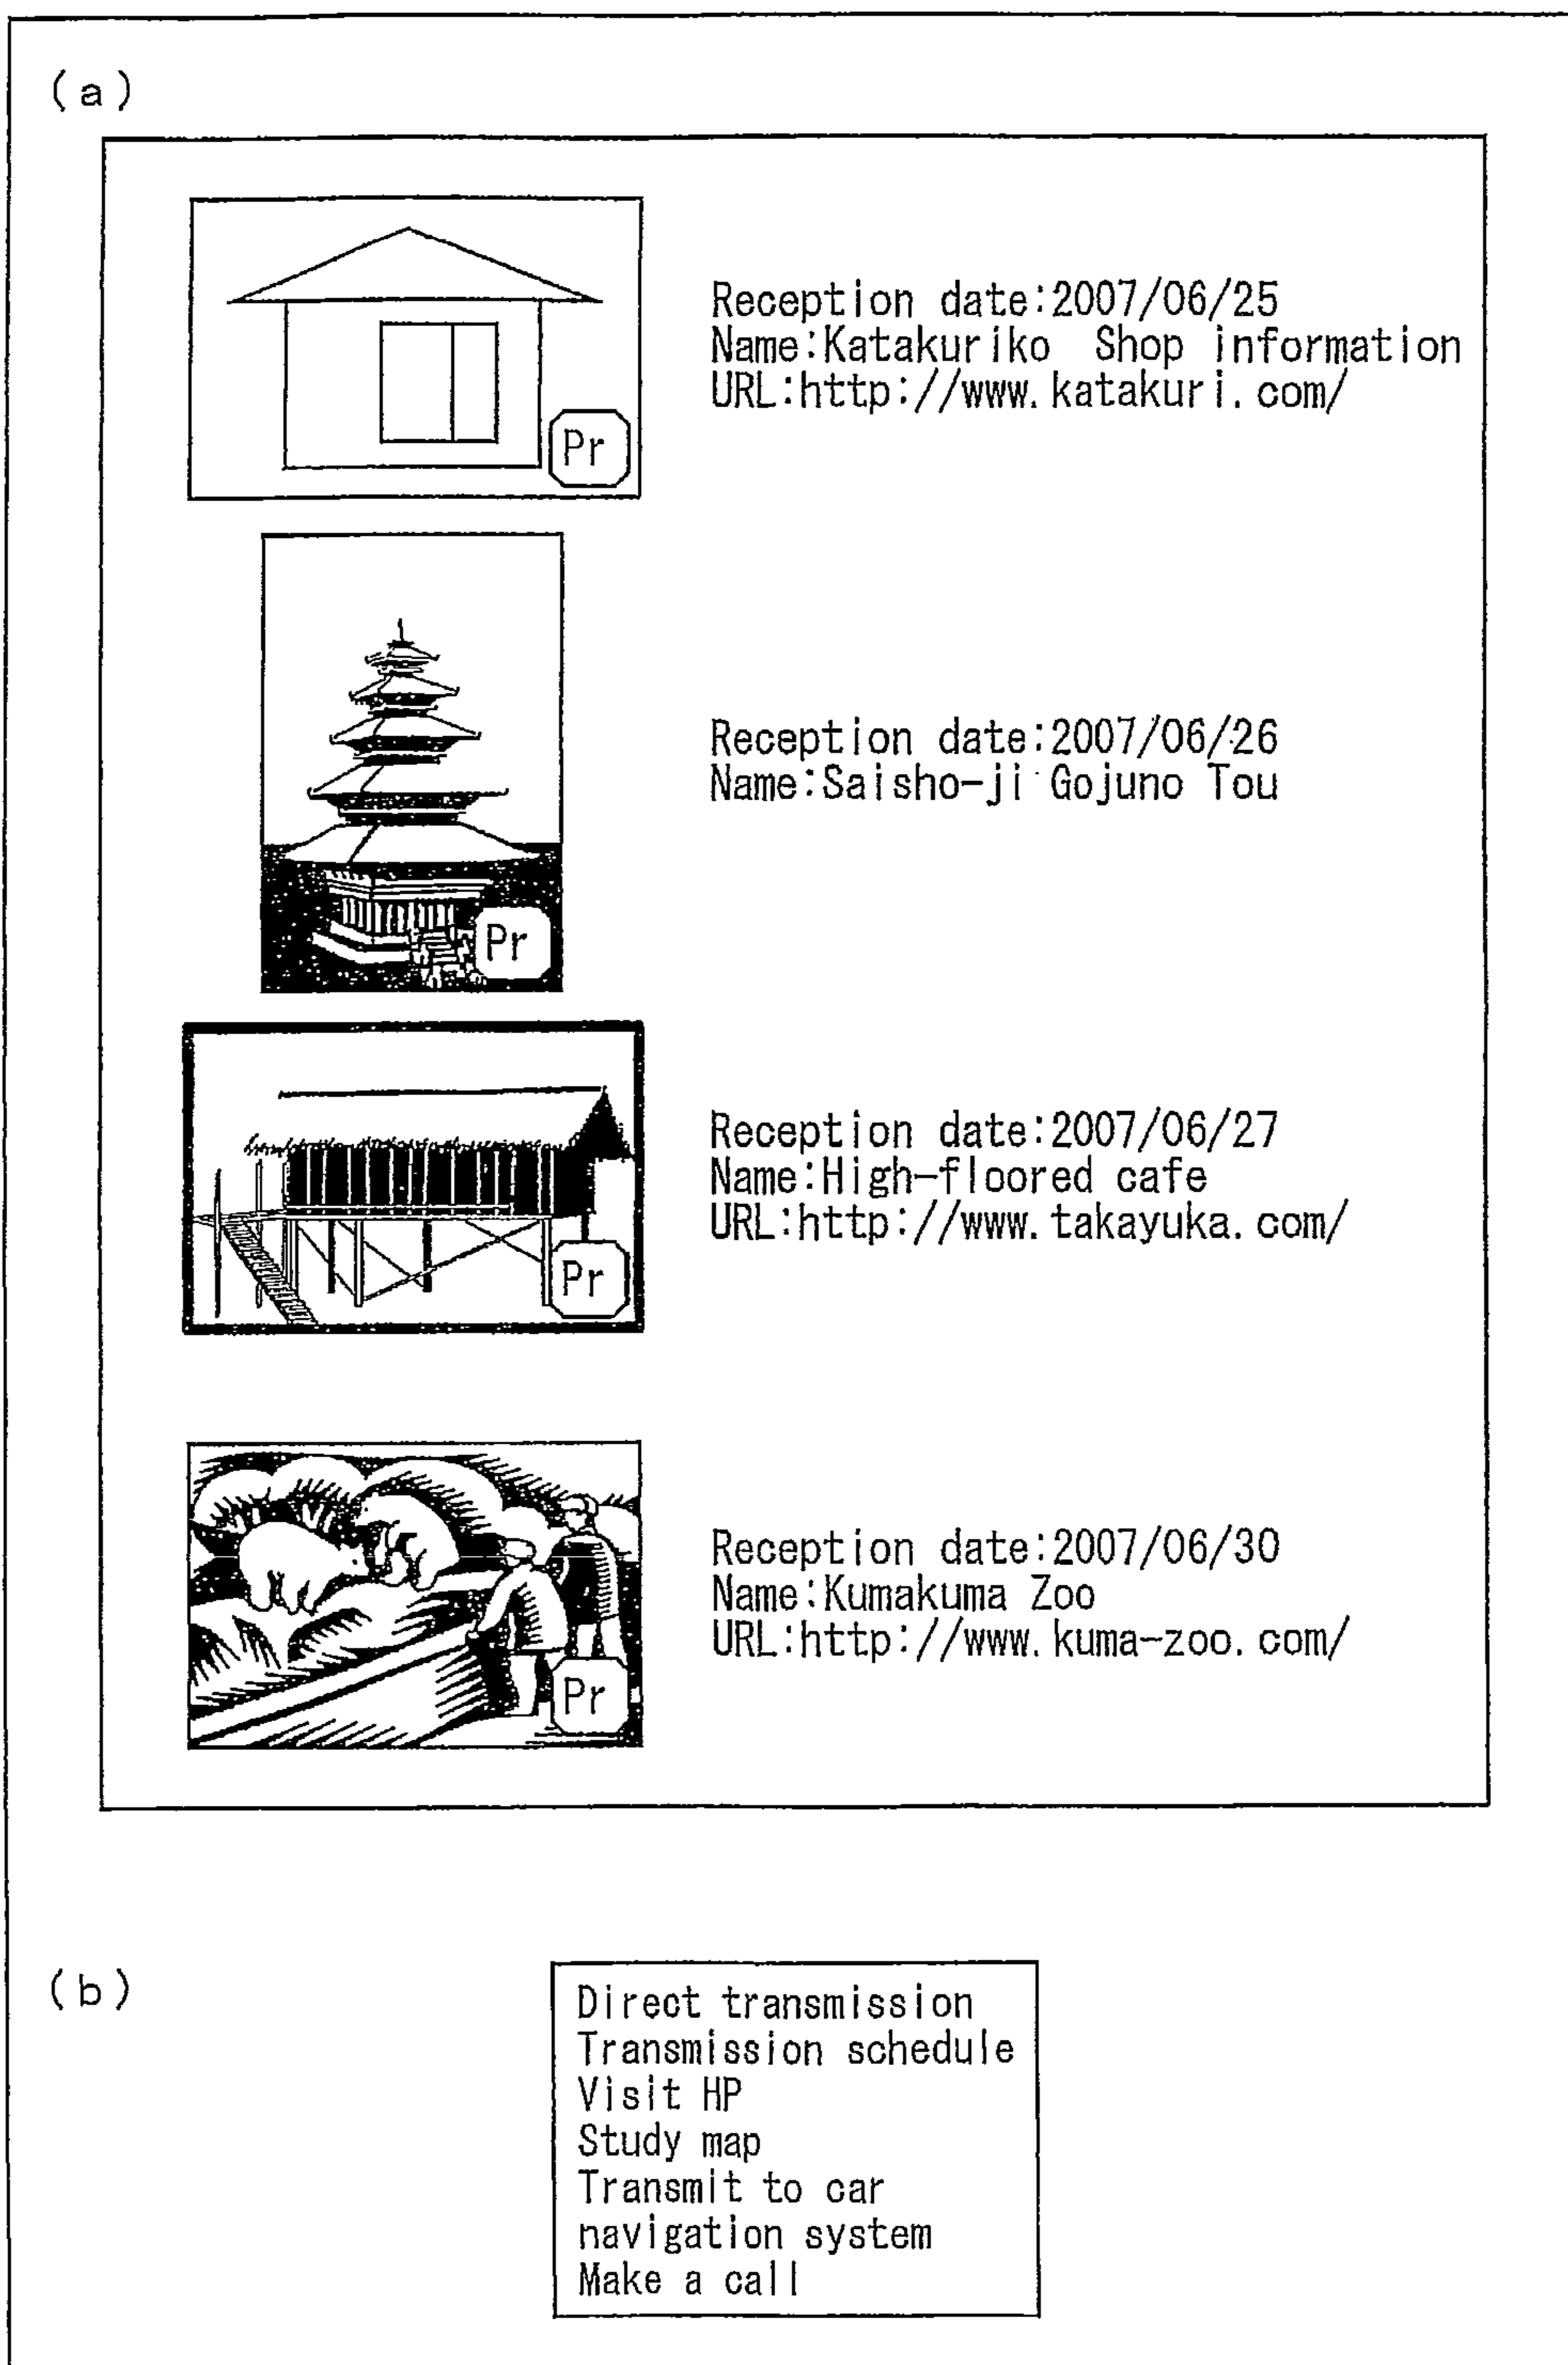 (a)
Pr
Reception date:2007/06/25
Name:Katakuriko Shop information
URL:http://www.katakuri.com/
Pr
Reception date:2007/06/26
Name:Saisho-ji Gojuno Tou
Pr
Reception date:2007/06/27
Name:High-floored cafe
URL:http://www.takayuka.com/
Pr
Reception date:2007/06/30
Name:Kumakuma Zoo
URL:http://www.kuma-zoo.com/
(b)
Direct transmission
Transmission schedule
Visit HP
Study map
Transmit to car
navigation system
Make a call